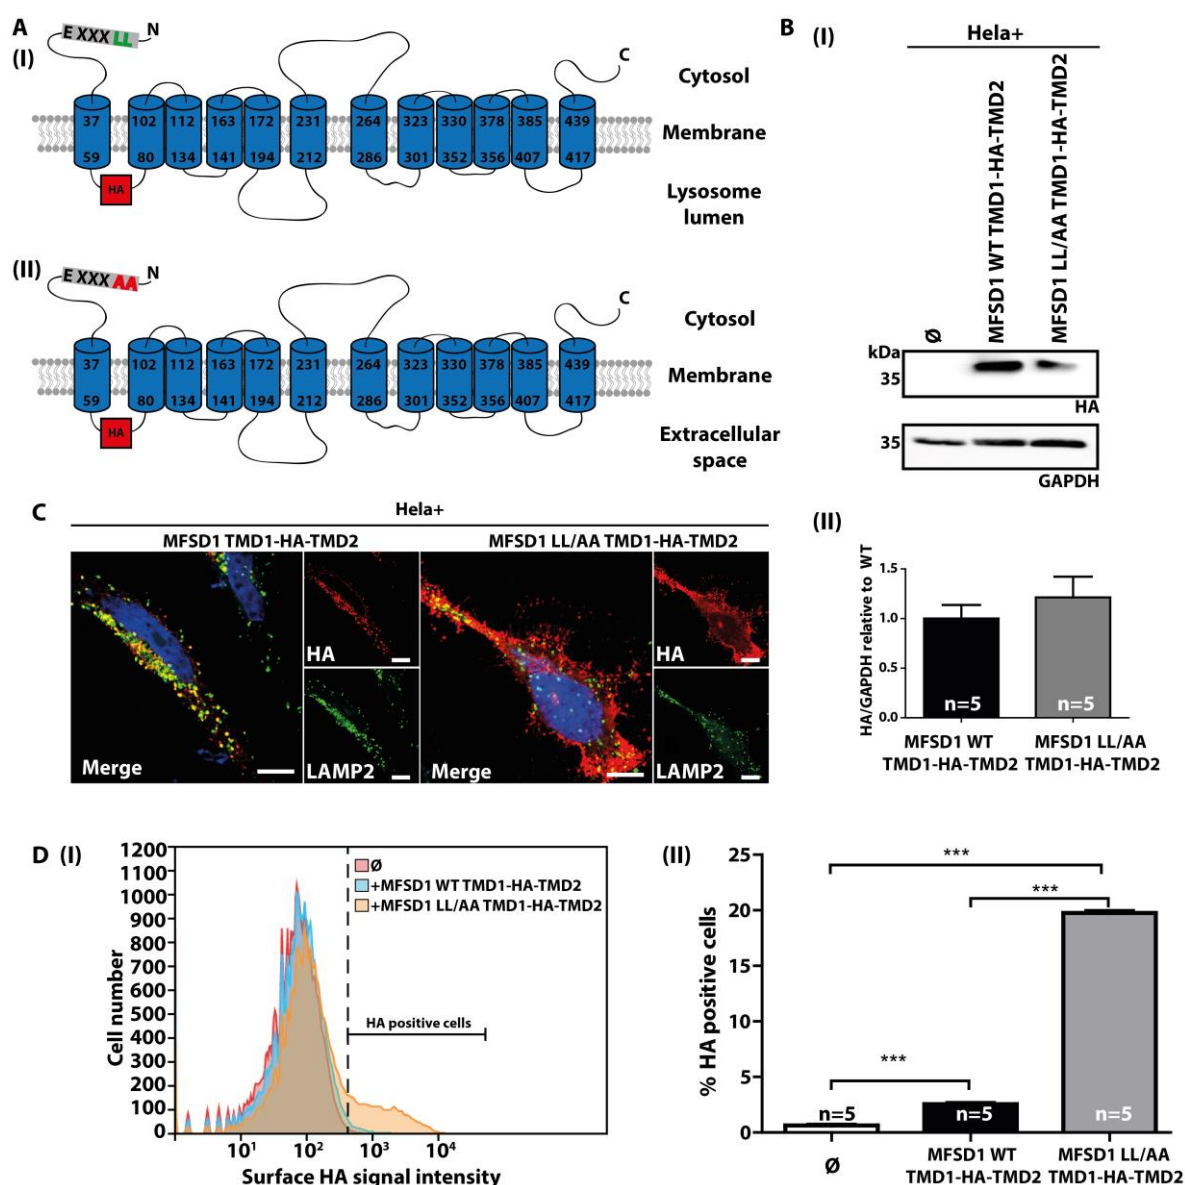 A
(I)
E XXX LL N
C
37 102 112 163 172 231 264 323 330 378 385 439
59 80 134 141 194 212 286 301 352 356 407 417
HA
Cytosol
Membrane
Lysosome
lumen
(II)
E XXX AA N
C
37 102 112 163 172 231 264 323 330 378 385 439
59 80 134 141 194 212 286 301 352 356 407 417
HA
Cytosol
Membrane
Extracellular
space
B
(I)
Hela+
Ø
MFSD1 WT TMD1-HA-TMD2
MFSD1 LL/AA TMD1-HA-TMD2
kDa
35
HA
35
GAPDH
(II)
HA/GAPDH relative to WT
1.5
1.0
0.5
0.0
n=5
n=5
MFSD1 WT
TMD1-HA-TMD2
MFSD1 LL/AA
TMD1-HA-TMD2
C
Hela+
MFSD1 TMD1-HA-TMD2
MFSD1 LL/AA TMD1-HA-TMD2
Merge
HA
LAMP2
Merge
HA
LAMP2
D (I)
Cell number
1200
1100
1000
900
800
700
600
500
400
300
200
100
0
Ø
+MFSD1 WT TMD1-HA-TMD2
+MFSD1 LL/AA TMD1-HA-TMD2
HA positive cells
10¹ 10² 10³ 10⁴
Surface HA signal intensity
(II)
% HA positive cells
25
20
15
10
5
0
***
***
***
n=5
n=5
n=5
Ø
MFSD1 WT
TMD1-HA-TMD2
MFSD1 LL/AA
TMD1-HA-TMD2